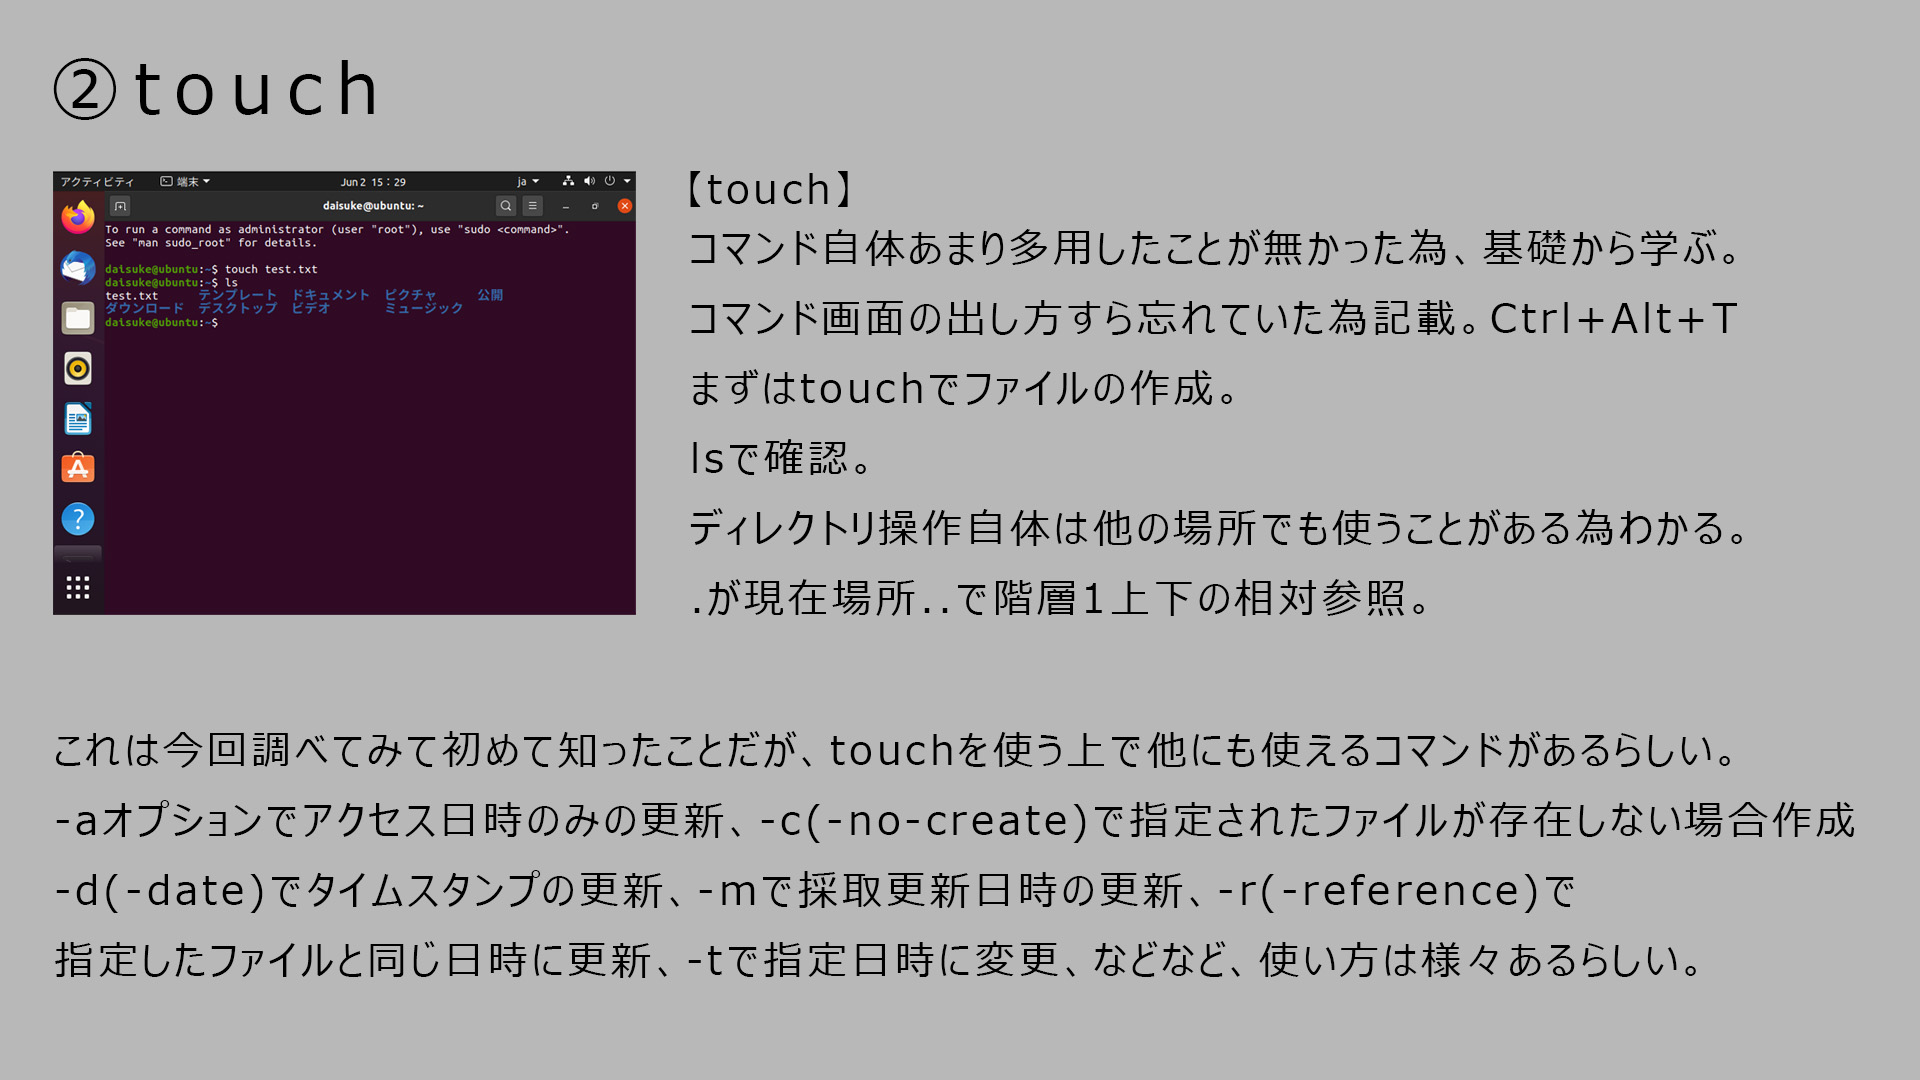 ②touch
アクティビティ 端末 Jun 2 15：29 ja
daisuke@ubuntu: ~
To run a command as administrator (user "root"), use "sudo <command>".
See "man sudo_root" for details.
daisuke@ubuntu:~$ touch test.txt
daisuke@ubuntu:~$ ls
test.txt テンプレート ドキュメント ピクチャ 公開
ダウンロード デスクトップ ビデオ ミュージック
daisuke@ubuntu:~$
【touch】
コマンド自体あまり多用したことが無かった為、基礎から学ぶ。
コマンド画面の出し方すら忘れていた為記載。Ctrl+Alt+T
まずはtouchでファイルの作成。
lsで確認。
ディレクトリ操作自体は他の場所でも使うことがある為わかる。
.が現在場所..で階層1上下の相対参照。
これは今回調べてみて初めて知ったことだが、touchを使う上で他にも使えるコマンドがあるらしい。
-aオプションでアクセス日時のみの更新、-c(-no-create)で指定されたファイルが存在しない場合作成
-d(-date)でタイムスタンプの更新、-mで採取更新日時の更新、-r(-reference)で
指定したファイルと同じ日時に更新、-tで指定日時に変更、などなど、使い方は様々あるらしい。